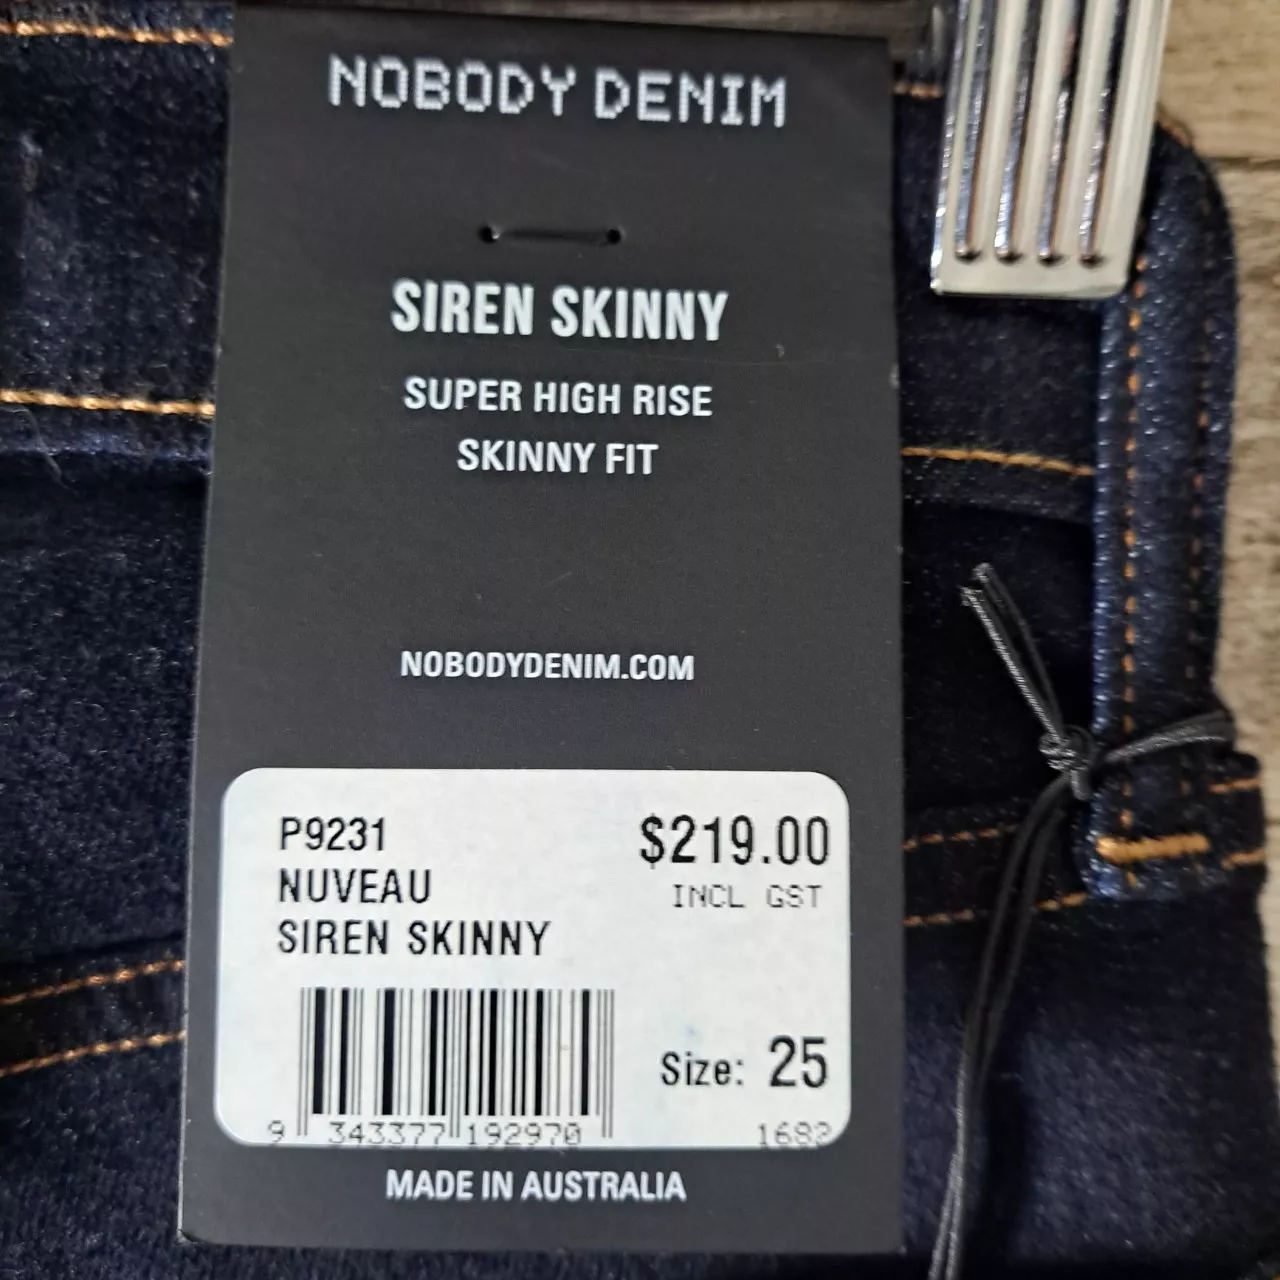 NOBODY DENIM
SIREN SKINNY
SUPER HIGH RISE
SKINNY FIT
NOBODYDENIM.COM
P9231
$219.00
NUVEAU
INCL GST
SIREN SKINNY
Size: 25
9 343377 192970
1682
MADE IN AUSTRALIA